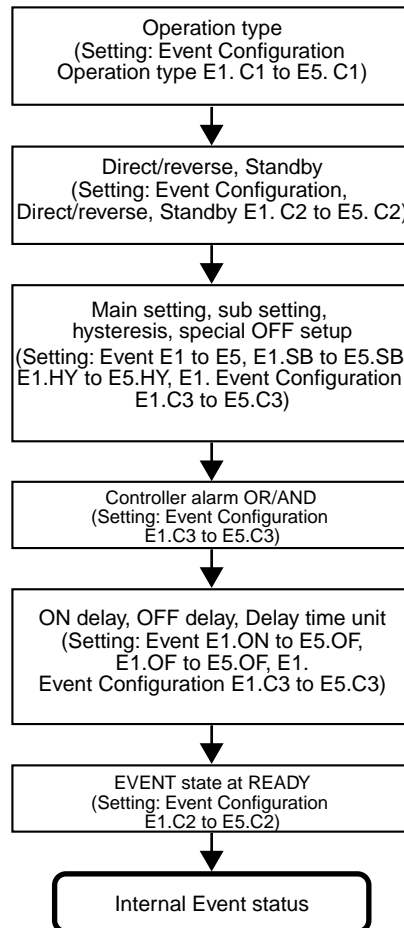 Operation type
(Setting: Event Configuration
Operation type E1. C1 to E5. C1)
Direct/reverse, Standby
(Setting: Event Configuration,
Direct/reverse, Standby E1. C2 to E5. C2)
Main setting, sub setting,
hysteresis, special OFF setup
(Setting: Event E1 to E5, E1.SB to E5.SB
E1.HY to E5.HY, E1. Event Configuration
E1.C3 to E5.C3)
Controller alarm OR/AND
(Setting: Event Configuration
E1.C3 to E5.C3)
ON delay, OFF delay, Delay time unit
(Setting: Event E1.ON to E5.OF,
E1.OF to E5.OF, E1.
Event Configuration E1.C3 to E5.C3)
EVENT state at READY
(Setting: Event Configuration
E1.C2 to E5.C2)
Internal Event status